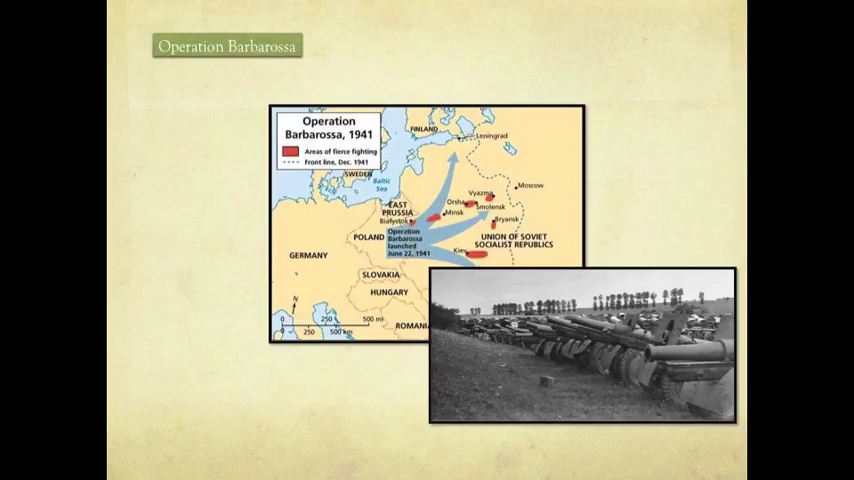 Operation Barbarossa
Operation
Barbarossa, 1941
Areas of fierce fighting
Front line, Dec. 1941
FINLAND
Leningrad
SWEDEN
Baltic
Sea
Moscow
Vyazma
Orsha
Smolensk
EAST
PRUSSIA
Minsk
Białystok
Bryansk
POLAND
Operation
Barbarossa
launched
June 22, 1941
UNION OF SOVIET
SOCIALIST REPUBLICS
Kiev
GERMANY
SLOVAKIA
HUNGARY
N
0 250 500 mi
0 250 500 km
ROMANI